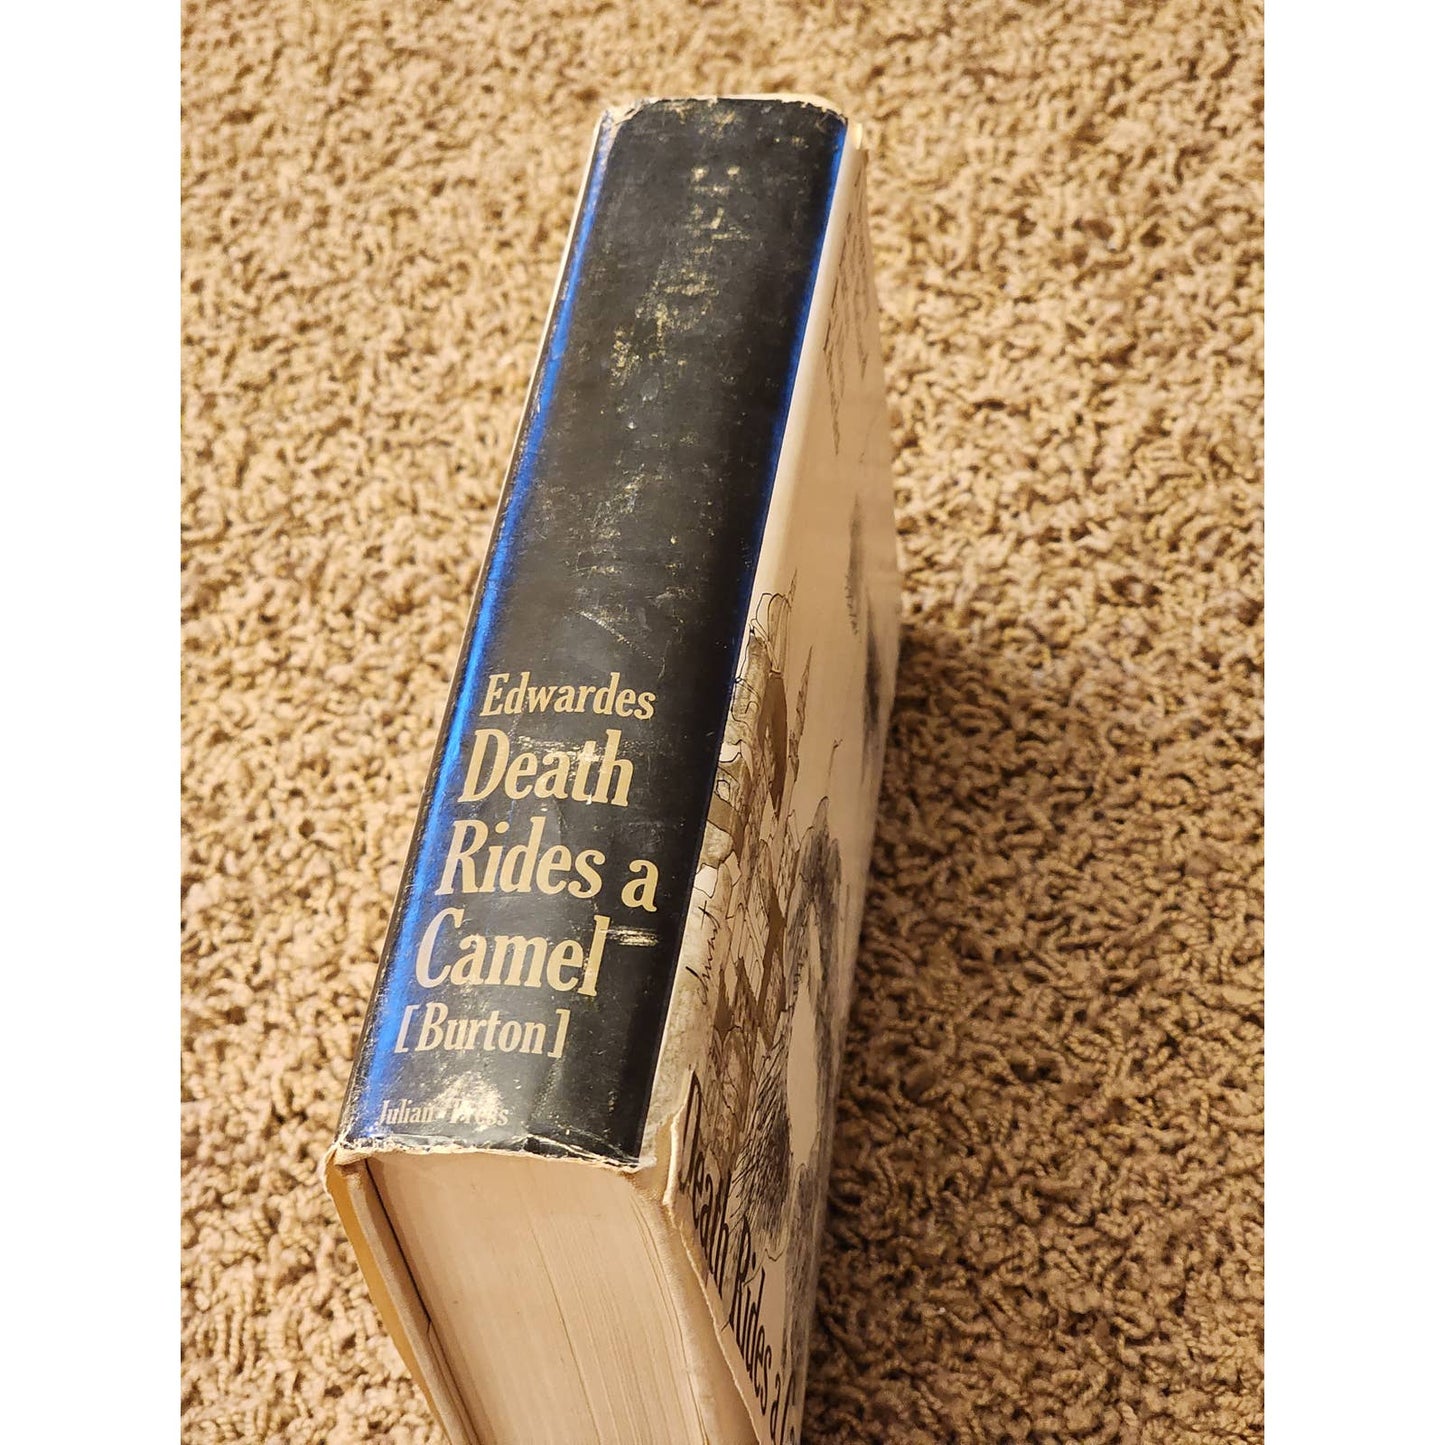 Edwardes
Death
Rides a
Camel
[Burton]
Julian • Press
Death Rides a